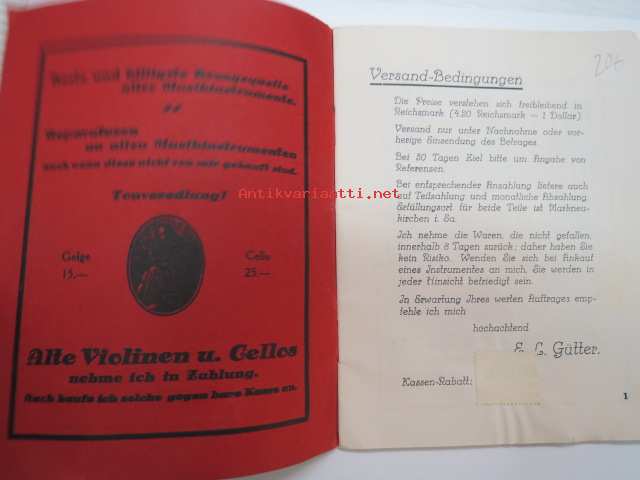 Beste und billigste Bezugsquelle
aller Musikinstrumente.
Reparaturen
an allen Musikinstrumenten
auch wenn diese nicht von mir gekauft sind.
Tonveredlung!
Geige
15,—
Cello
25,—
Alte Violinen u. Cellos
nehme ich in Zahlung.
Auch kaufe ich solche gegen bare Kasse an.
Antikvariaatti.net
20,-
Versand-Bedingungen
Die Preise verstehen sich freibleibend in
Reichsmark (4.20 Reichsmark — 1 Dollar).
Versand nur unter Nachnahme oder vor-
herige Einsendung des Betrages.
Bei 30 Tagen Ziel bitte um Angabe von
Referenzen.
Bei entsprechender Anzahlung liefere auch
auf Teilzahlung und monatliche Abzahlung.
Erfüllungsort für beide Teile ist Markneu-
kirchen i. Sa.
Ich nehme die Waren, die nicht gefallen,
innerhalb 8 Tagen zurück; daher haben Sie
kein Risiko. Wenden Sie sich bei Einkauf
eines Instrumentes an mich, Sie werden in
jeder Hinsicht befriedigt sein.
In Erwartung Ihres werten Auftrages emp-
fehle ich mich
hochachtend
E. L. Gütter.
Kassen-Rabatt:
1